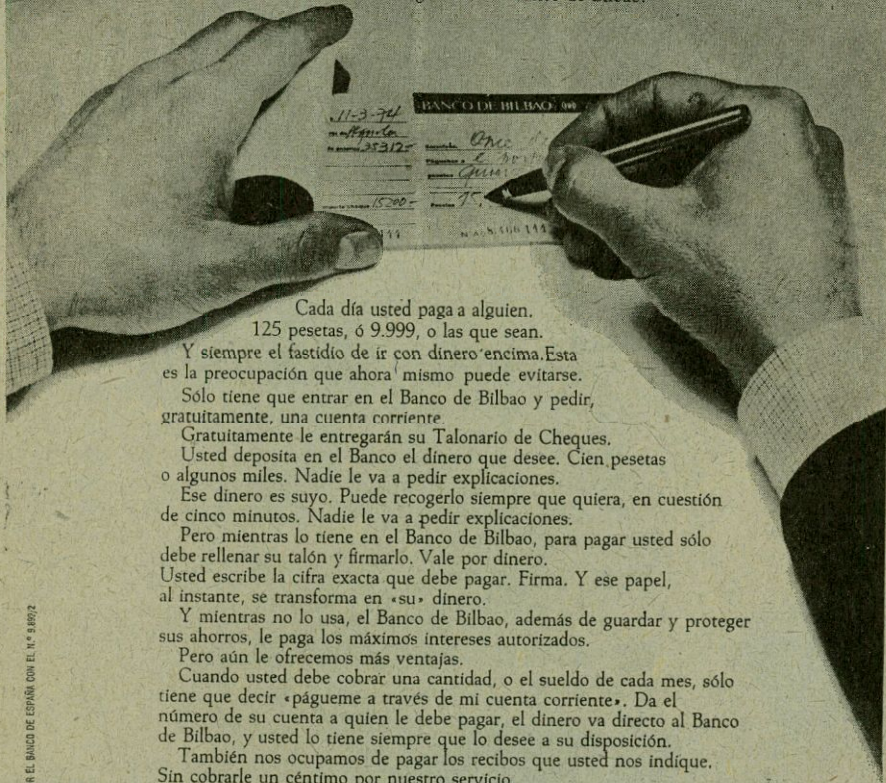 BANCO DE BILBAO
11-3-74
35312-
15200-
15.
Cada día usted paga a alguien.
125 pesetas, ó 9.999, o las que sean.
Y siempre el fastidio de ir con dinero encima. Esta
es la preocupación que ahora mismo puede evitarse.
Sólo tiene que entrar en el Banco de Bilbao y pedir,
gratuitamente, una cuenta corriente
Gratuitamente le entregarán su Talonario de Cheques.
Usted deposita en el Banco el dinero que desee. Cien pesetas
o algunos miles. Nadie le va a pedir explicaciones.
Ese dinero es suyo. Puede recogerlo siempre que quiera, en cuestión
de cinco minutos. Nadie le va a pedir explicaciones.
Pero mientras lo tiene en el Banco de Bilbao, para pagar usted sólo
debe rellenar su talón y firmarlo. Vale por dinero.
Usted escribe la cifra exacta que debe pagar. Firma. Y ese papel,
al instante, se transforma en «su» dinero.
Y mientras no lo usa, el Banco de Bilbao, además de guardar y proteger
sus ahorros, le paga los máximos intereses autorizados.
Pero aún le ofrecemos más ventajas.
Cuando usted debe cobrar una cantidad, o el sueldo de cada mes, sólo
tiene que decir «págueme a través de mi cuenta corriente». Da el
número de su cuenta a quien le debe pagar, el dinero va directo al Banco
de Bilbao, y usted lo tiene siempre que lo desee a su disposición.
También nos ocupamos de pagar los recibos que usted nos indique.
Sin cobrarle un céntimo por nuestro servicio
R EL BANCO DE ESPAÑA CON EL N.º 9.892/2